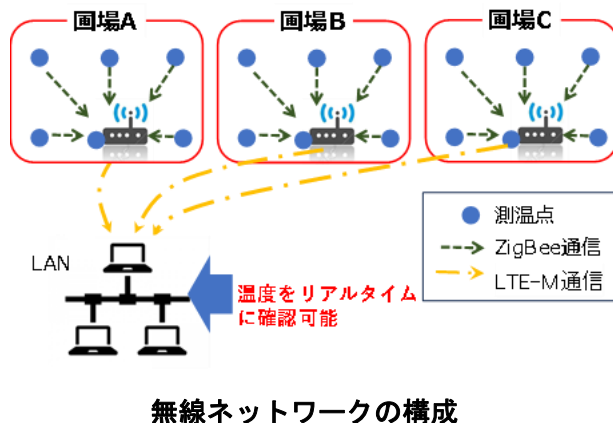 圃場A
圃場B
圃場C
測温点
ZigBee通信
LTE-M通信
LAN
温度をリアルタイム
に確認可能
無線ネットワークの構成